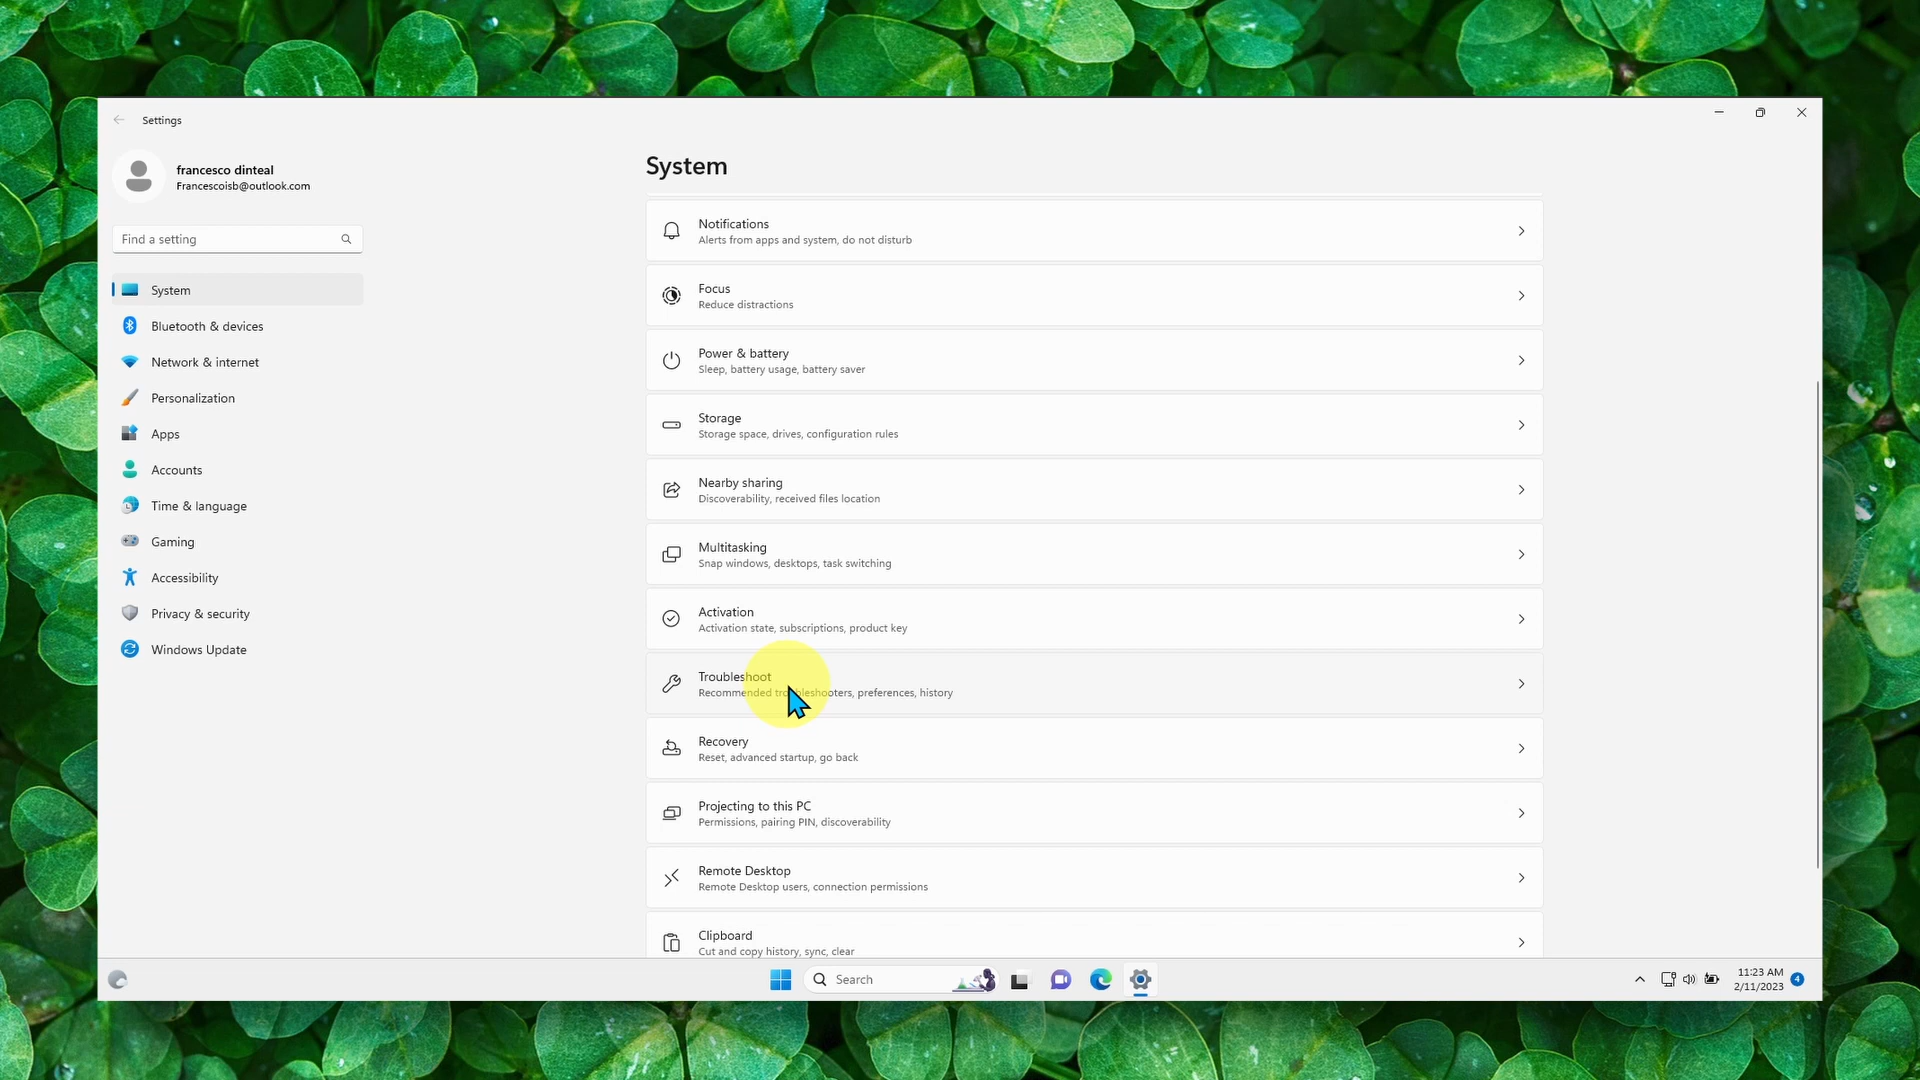 Settings
francesco dinteal
Francescoisb@outlook.com
Find a setting
System
Bluetooth & devices
Network & internet
Personalization
Apps
Accounts
Time & language
Gaming
Accessibility
Privacy & security
Windows Update
System
Notifications
Alerts from apps and system, do not disturb
Focus
Reduce distractions
Power & battery
Sleep, battery usage, battery saver
Storage
Storage space, drives, configuration rules
Nearby sharing
Discoverability, received files location
Multitasking
Snap windows, desktops, task switching
Activation
Activation state, subscriptions, product key
Troubleshoot
Recommended troubleshooters, preferences, history
Recovery
Reset, advanced startup, go back
Projecting to this PC
Permissions, pairing PIN, discoverability
Remote Desktop
Remote Desktop users, connection permissions
Clipboard
Cut and copy history, sync, clear
Search
11:23 AM
2/11/2023
4